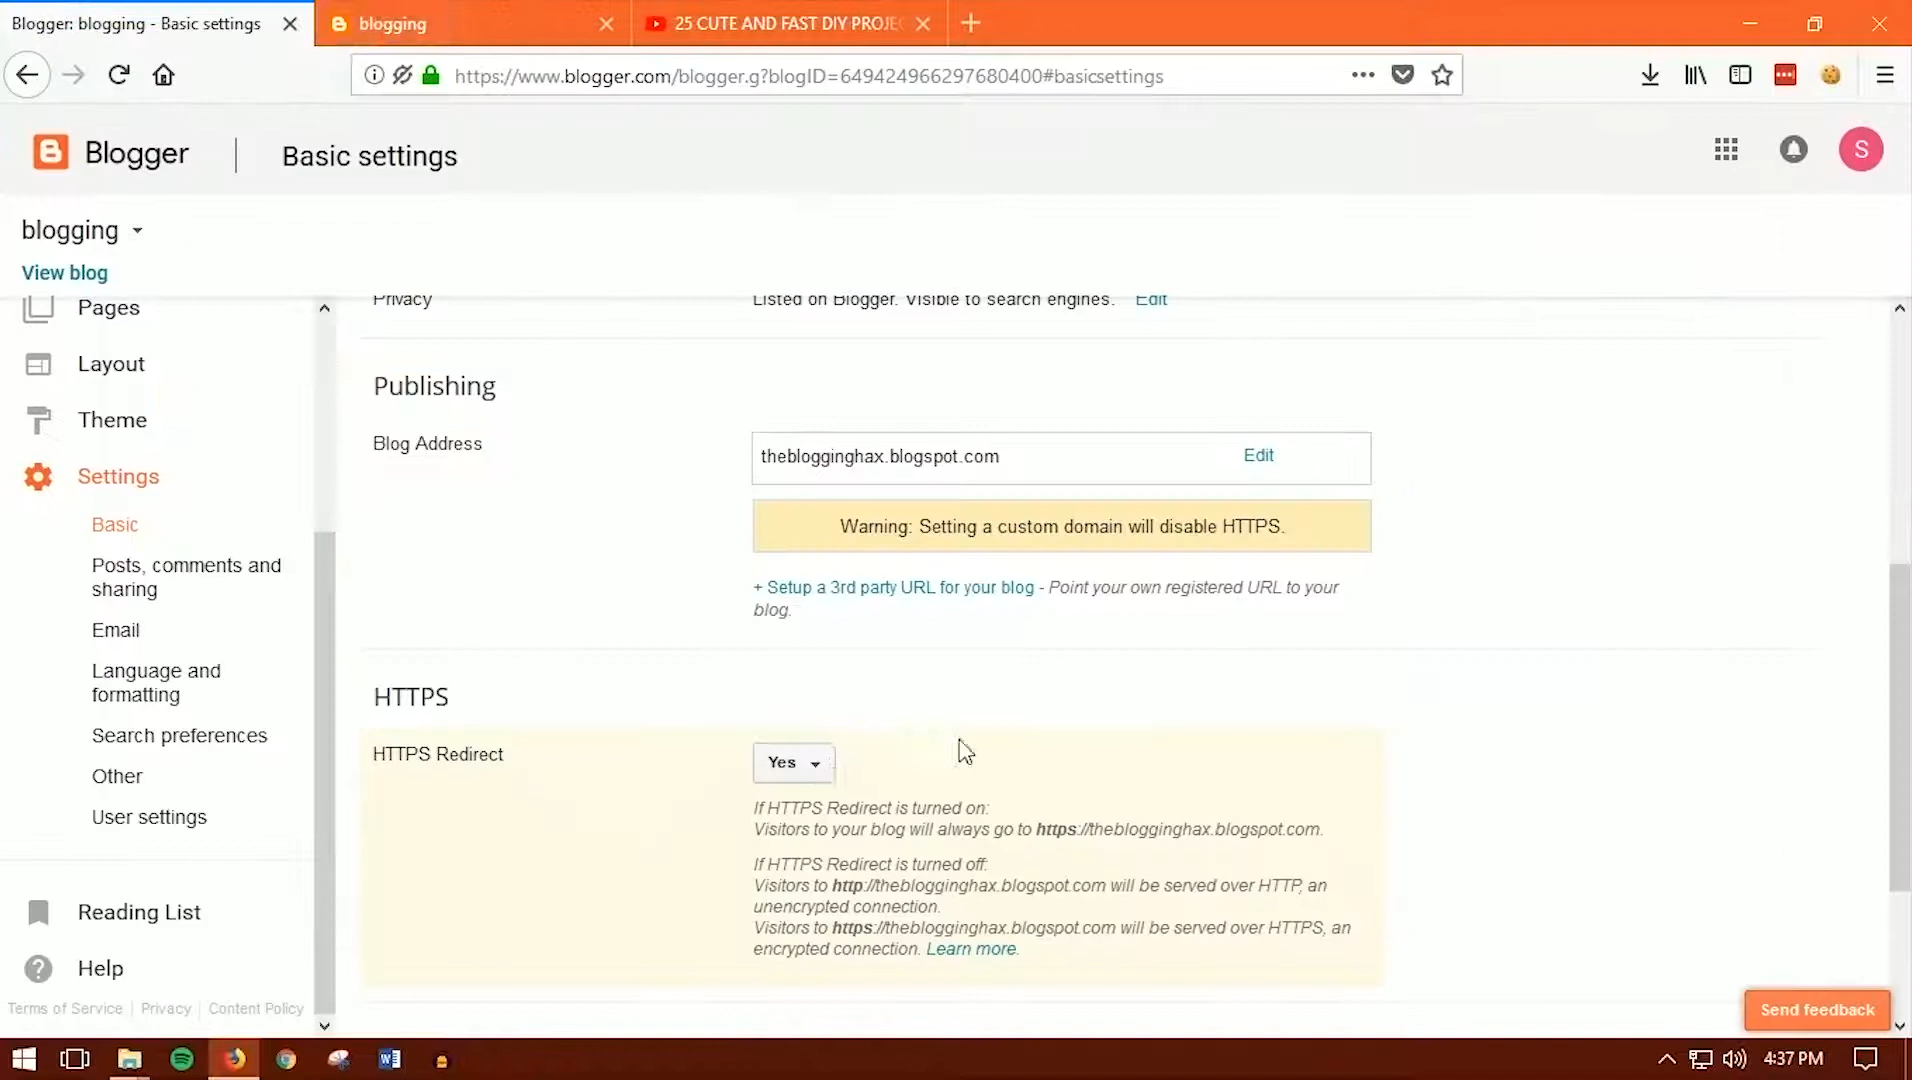 Blogger: blogging - Basic settings
blogging
25 CUTE AND FAST DIY PROJEC
https://www.blogger.com/blogger.g?blogID=649424966297680400#basicsettings
Blogger
Basic settings
S
blogging
View blog
Pages
Layout
Theme
Settings
Basic
Posts, comments and
sharing
Email
Language and
formatting
Search preferences
Other
User settings
Reading List
Help
Terms of Service | Privacy | Content Policy
Privacy
Listed on Blogger. Visible to search engines. Edit
Publishing
Blog Address
theblogginghax.blogspot.com Edit
Warning: Setting a custom domain will disable HTTPS.
+ Setup a 3rd party URL for your blog - Point your own registered URL to your
blog.
HTTPS
HTTPS Redirect
Yes
If HTTPS Redirect is turned on:
Visitors to your blog will always go to https://theblogginghax.blogspot.com.
If HTTPS Redirect is turned off:
Visitors to http://theblogginghax.blogspot.com will be served over HTTP, an
unencrypted connection.
Visitors to https://theblogginghax.blogspot.com will be served over HTTPS, an
encrypted connection. Learn more.
Send feedback
4:37 PM